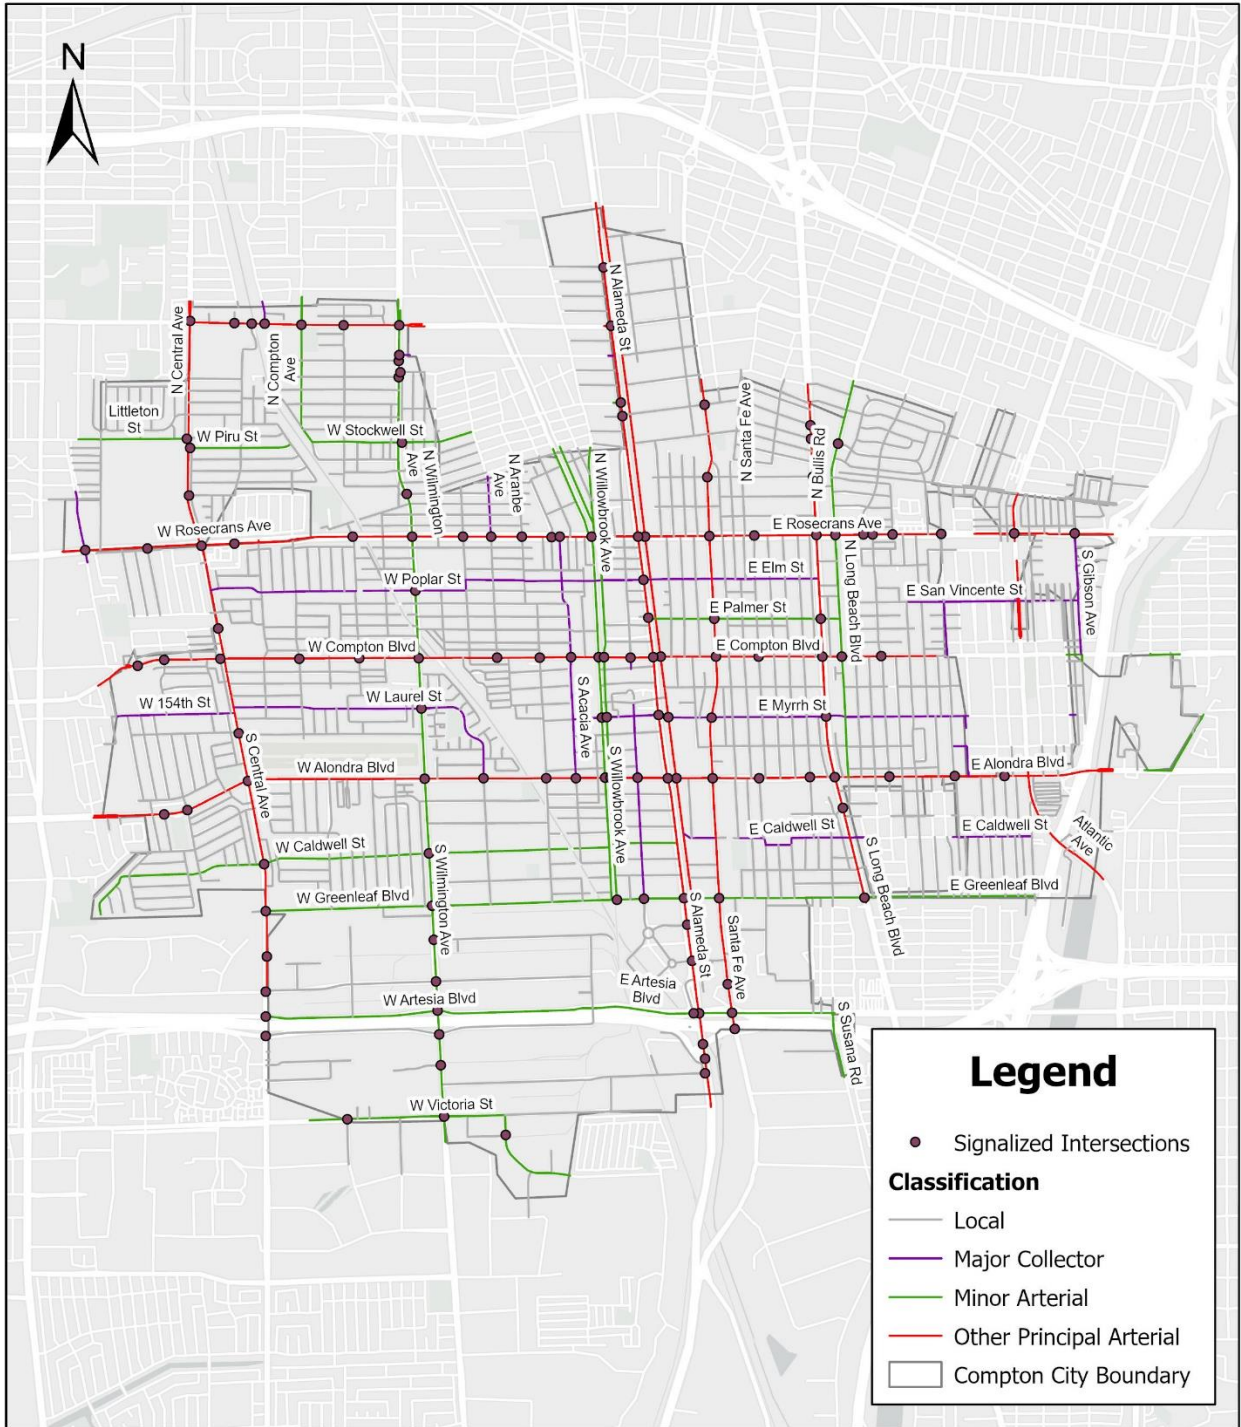 N
N Alameda St
N Central Ave
N Compton
Ave
Littleton
St
W Piru St
W Stockwell St
N Wilmington
Ave
N Aranbe
Ave
N Willowbrook Ave
N Santa Fe Ave
N Bullis Rd
W Rosecrans Ave
E Rosecrans Ave
N Long Beach Blvd
S Gibson Ave
W Poplar St
E Elm St
E San Vincente St
E Palmer St
W Compton Blvd
E Compton Blvd
W 154th St
W Laurel St
S Acacia Ave
E Myrrh St
S Central Ave
W Alondra Blvd
S Willowbrook Ave
E Alondra Blvd
W Caldwell St
E Caldwell St
E Caldwell St
Atlantic
Ave
S Wilmington Ave
S Long Beach Blvd
W Greenleaf Blvd
E Greenleaf Blvd
S Alameda St
Santa Fe Ave
W Artesia Blvd
E Artesia
Blvd
S Susana Rd
W Victoria St
Legend
Signalized Intersections
Classification
Local
Major Collector
Minor Arterial
Other Principal Arterial
Compton City Boundary